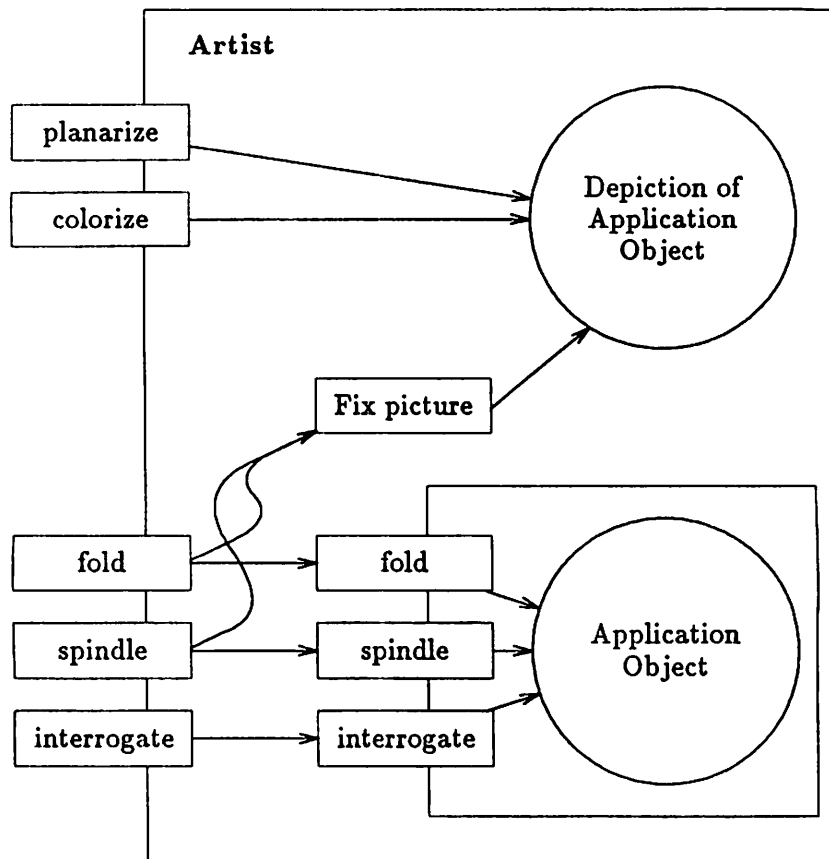 Artist
planarize
colorize
Depiction of
Application
Object
Fix picture
fold
fold
spindle
spindle
Application
Object
interrogate
interrogate